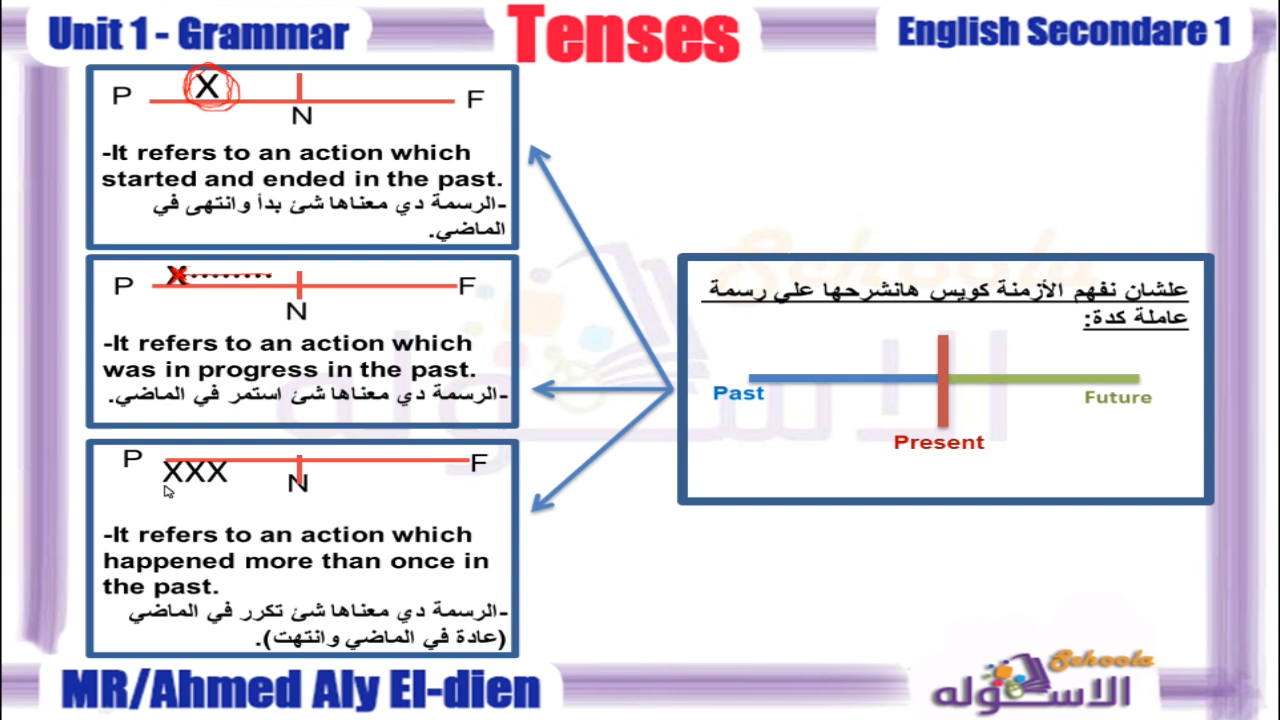 Unit 1 - Grammar
Tenses
English Secondare 1
P X F
N
-It refers to an action which
started and ended in the past.
-الرسمة دي معناها شئ بدأ وانتهى في
الماضي.
P x........ F
N
-It refers to an action which
was in progress in the past.
-الرسمة دي معناها شئ استمر في الماضي.
P XXX F
N
-It refers to an action which
happened more than once in
the past.
-الرسمة دي معناها شئ تكرر في الماضي
(عادة في الماضي وانتهت).
علشان نفهم الأزمنة كويس هانشرحها علي رسمة
عاملة كدة:
Past
Future
Present
MR/Ahmed Aly El-dien
Schoola
الاسكوله